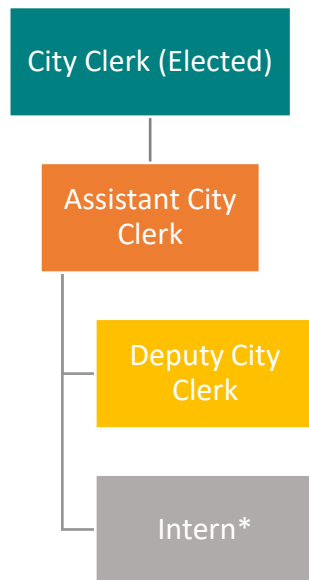 City Clerk (Elected)
Assistant City
Clerk
Deputy City
Clerk
Intern*